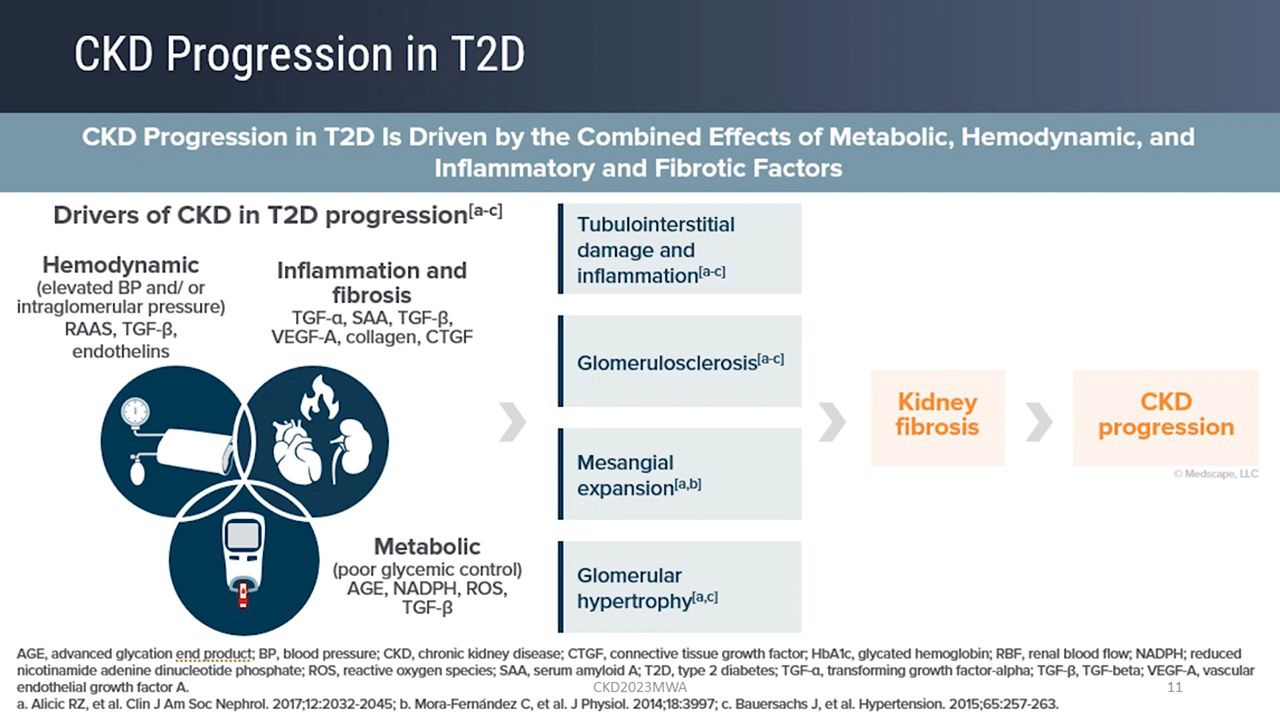 CKD Progression in T2D
CKD Progression in T2D Is Driven by the Combined Effects of Metabolic, Hemodynamic, and
Inflammatory and Fibrotic Factors
Drivers of CKD in T2D progression[a-c]
Hemodynamic
(elevated BP and/ or
intraglomerular pressure)
RAAS, TGF-β,
endothelins
Inflammation and
fibrosis
TGF-α, SAA, TGF-β,
VEGF-A, collagen, CTGF
Metabolic
(poor glycemic control)
AGE, NADPH, ROS,
TGF-β
Tubulointerstitial
damage and
inflammation[a-c]
Glomerulosclerosis[a-c]
Mesangial
expansion[a,b]
Glomerular
hypertrophy[a,c]
Kidney
fibrosis
CKD
progression
© Medscape, LLC
AGE, advanced glycation end product; BP, blood pressure; CKD, chronic kidney disease; CTGF, connective tissue growth factor; HbA1c, glycated hemoglobin; RBF, renal blood flow; NADPH; reduced
nicotinamide adenine dinucleotide phosphate; ROS, reactive oxygen species; SAA, serum amyloid A; T2D, type 2 diabetes; TGF-α, transforming growth factor-alpha; TGF-β, TGF-beta; VEGF-A, vascular
endothelial growth factor A.
CKD2023MWA
11
a. Alicic RZ, et al. Clin J Am Soc Nephrol. 2017;12:2032-2045; b. Mora-Fernández C, et al. J Physiol. 2014;18:3997; c. Bauersachs J, et al. Hypertension. 2015;65:257-263.